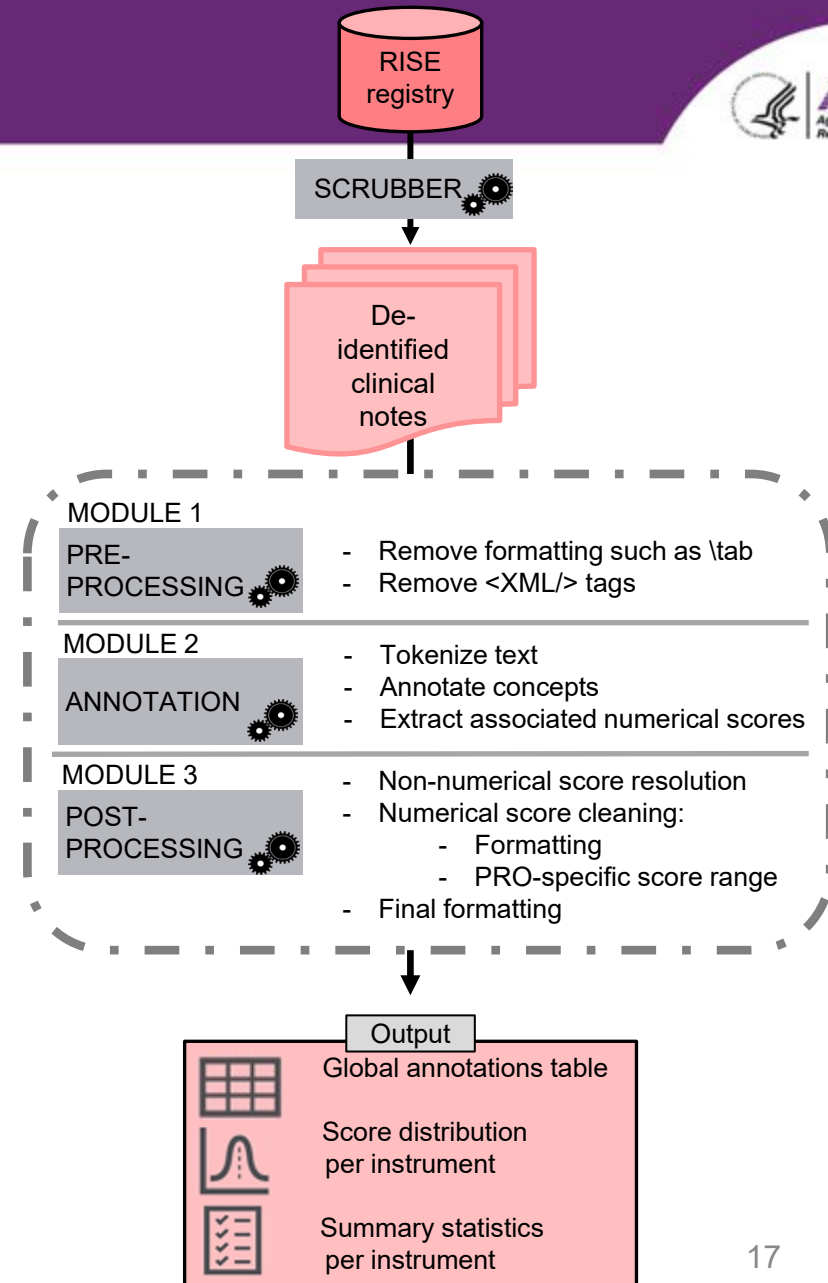 RISE
registry
SCRUBBER
De-
identified
clinical
notes
MODULE 1
PRE-
PROCESSING
- Remove formatting such as \tab
- Remove <XML/> tags
MODULE 2
ANNOTATION
- Tokenize text
- Annotate concepts
- Extract associated numerical scores
MODULE 3
POST-
PROCESSING
- Non-numerical score resolution
- Numerical score cleaning:
- Formatting
- PRO-specific score range
- Final formatting
Output
Global annotations table
Score distribution
per instrument
Summary statistics
per instrument
17